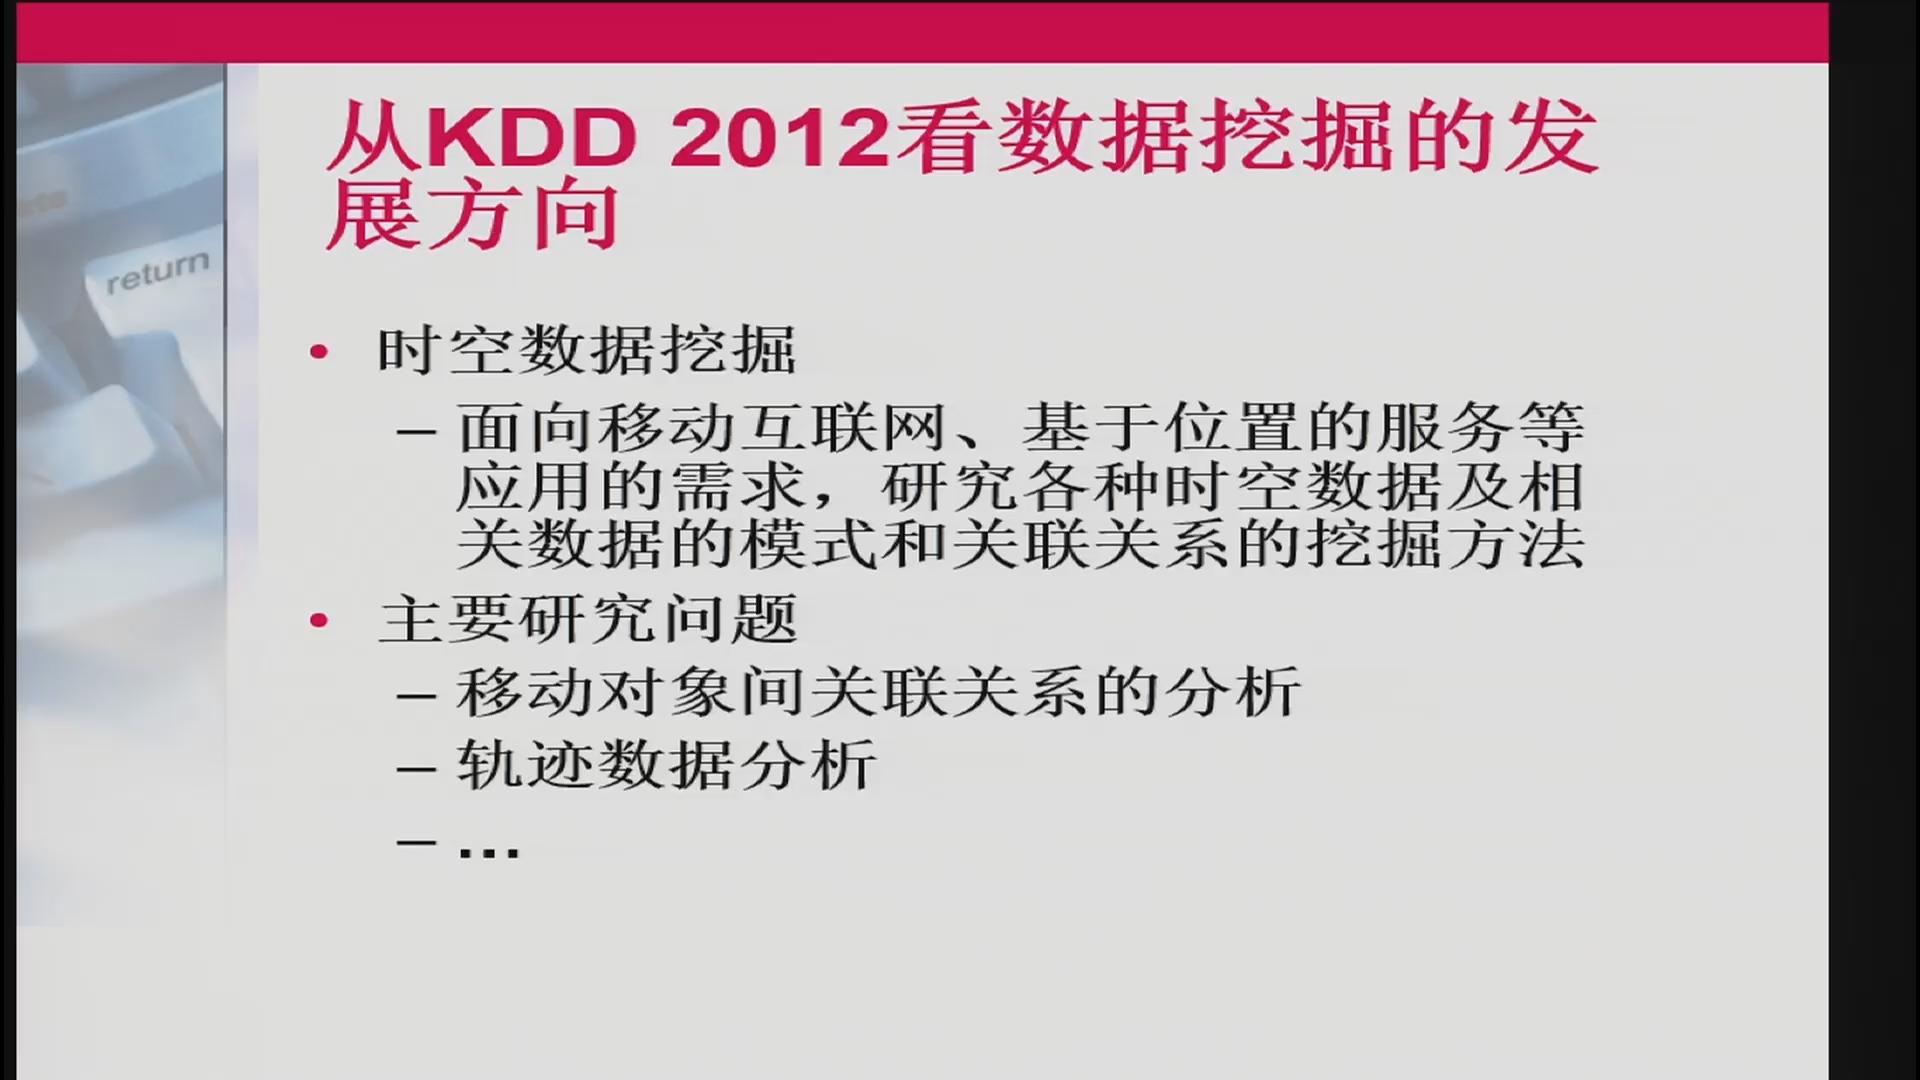 从KDD 2012看数据挖掘的发
展方向
return
• 时空数据挖掘
– 面向移动互联网、基于位置的服务等
应用的需求，研究各种时空数据及相
关数据的模式和关联关系的挖掘方法
• 主要研究问题
– 移动对象间关联关系的分析
– 轨迹数据分析
– …